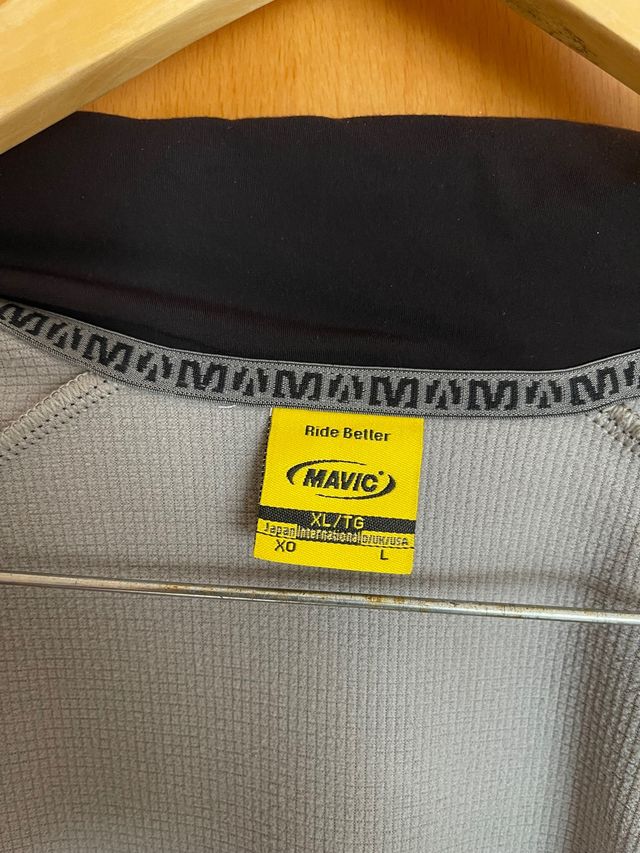 Ride Better
MAVIC
XL/TG
Japan International D/UK/USA
XO L